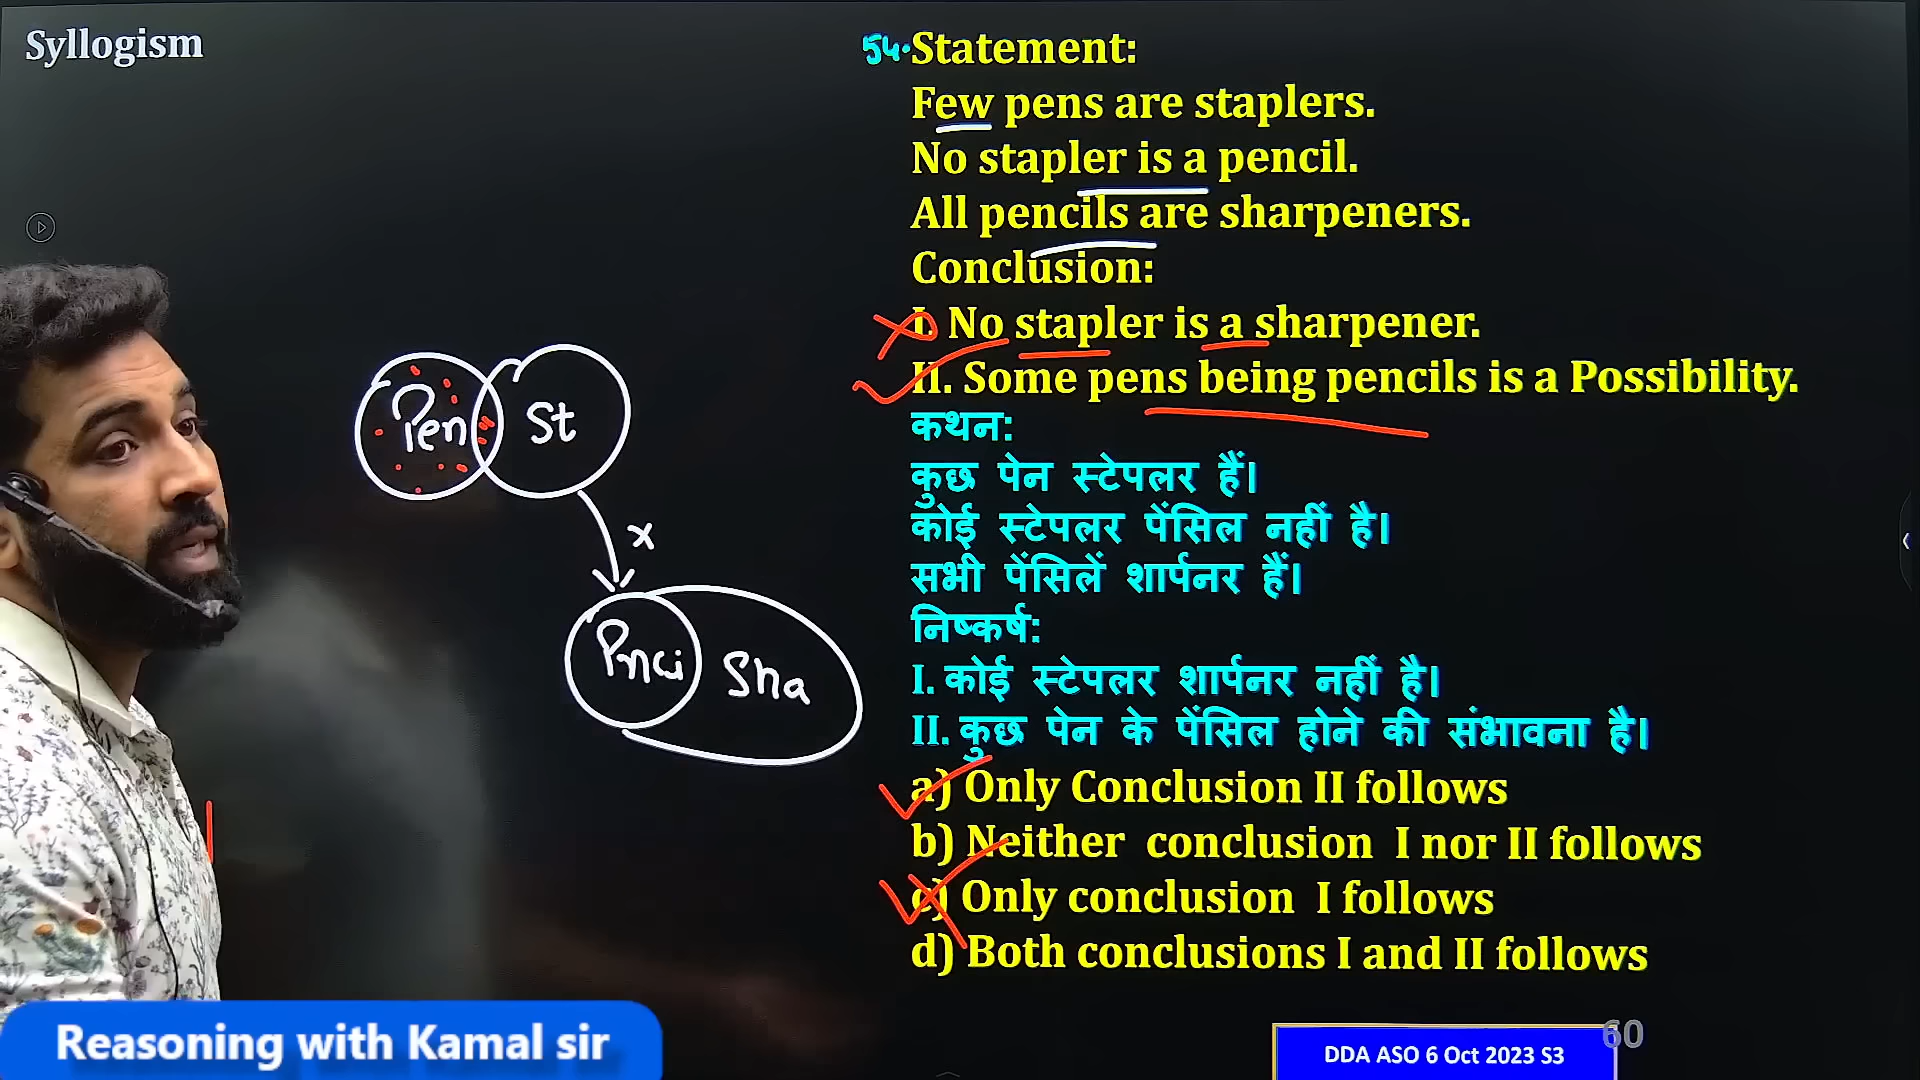 Syllogism
54. Statement:
Few pens are staplers.
No stapler is a pencil.
All pencils are sharpeners.
Conclusion:
I. No stapler is a sharpener.
II. Some pens being pencils is a Possibility.
कथन:
कुछ पेन स्टेपलर हैं।
कोई स्टेपलर पेंसिल नहीं है।
सभी पेंसिलें शार्पनर हैं।
निष्कर्ष:
I. कोई स्टेपलर शार्पनर नहीं है।
II. कुछ पेन के पेंसिल होने की संभावना है।
a) Only Conclusion II follows
b) Neither conclusion I nor II follows
c) Only conclusion I follows
d) Both conclusions I and II follows
Pen St
x
Pnci Sha
Reasoning with Kamal sir
60
DDA ASO 6 Oct 2023 S3